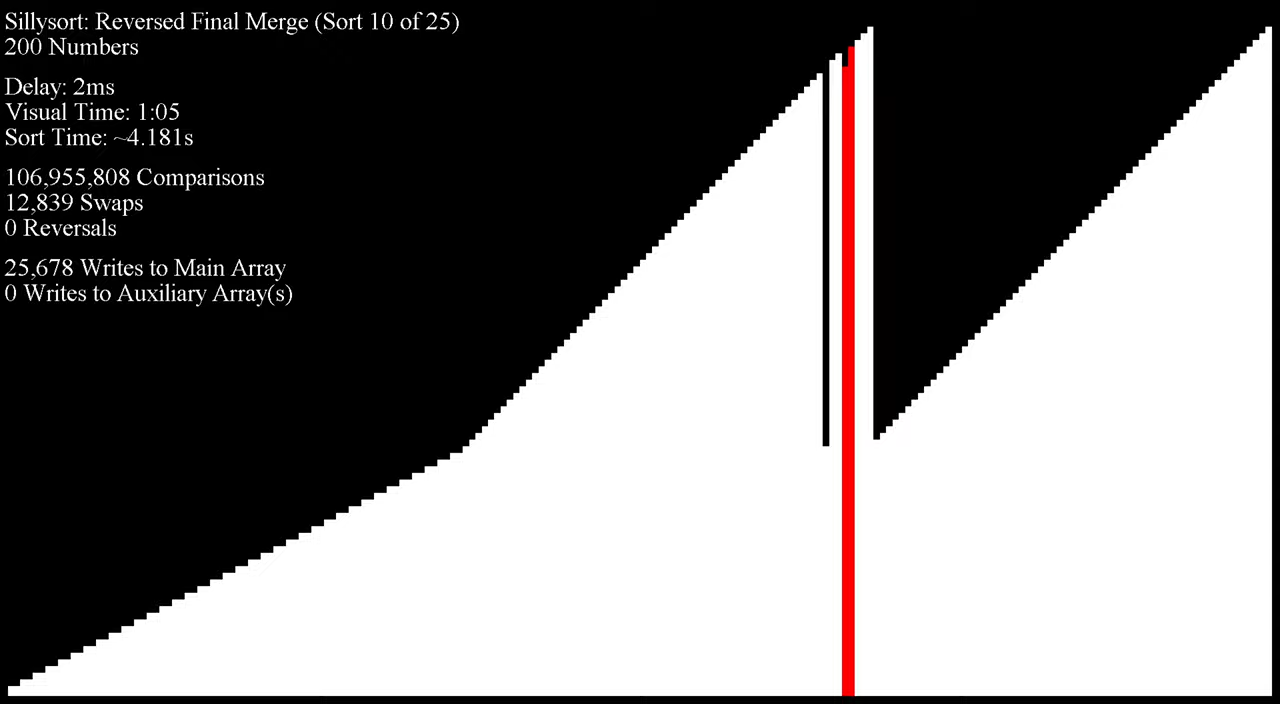 Sillysort: Reversed Final Merge (Sort 10 of 25)
200 Numbers
Delay: 2ms
Visual Time: 1:05
Sort Time: ~4.181s
106,955,808 Comparisons
12,839 Swaps
0 Reversals
25,678 Writes to Main Array
0 Writes to Auxiliary Array(s)